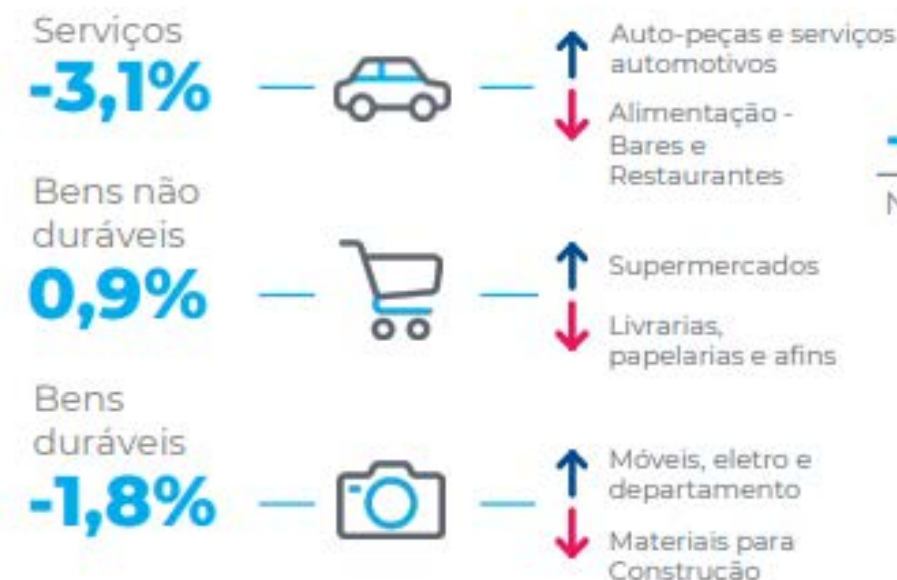 Serviços
-3,1%
Auto-peças e serviços
automotivos
Alimentação -
Bares e
Restaurantes
Bens não
duráveis
0,9%
Supermercados
Livrarias,
papelarias e afins
Bens
duráveis
-1,8%
Móveis, eletro e
departamento
Materiais para
Construção